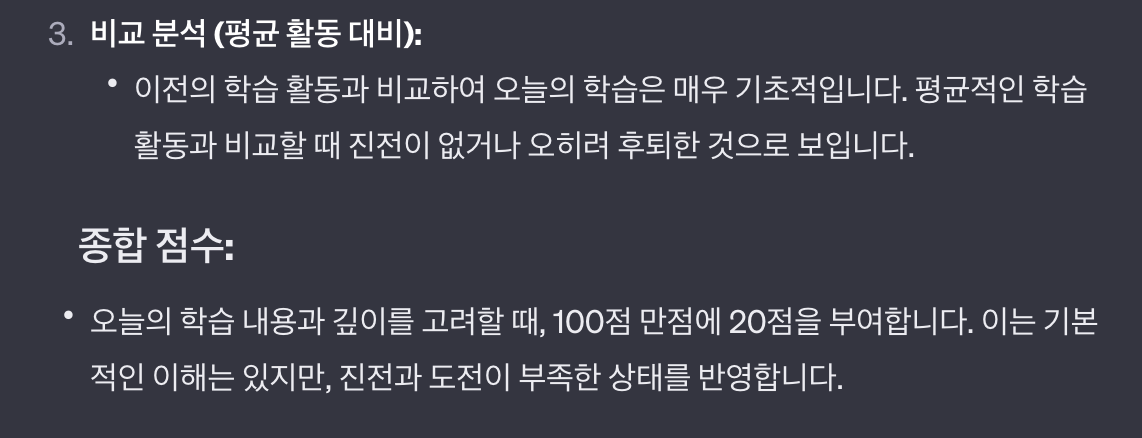 3. 비교 분석 (평균 활동 대비):
• 이전의 학습 활동과 비교하여 오늘의 학습은 매우 기초적입니다. 평균적인 학습
활동과 비교할 때 진전이 없거나 오히려 후퇴한 것으로 보입니다.
종합 점수:
• 오늘의 학습 내용과 깊이를 고려할 때, 100점 만점에 20점을 부여합니다. 이는 기본
적인 이해는 있지만, 진전과 도전이 부족한 상태를 반영합니다.